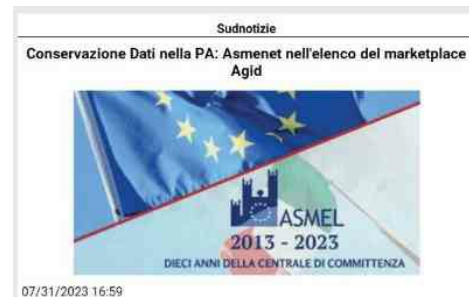 Sudnotizie
Conservazione Dati nella PA: Asmenet nell'elenco del marketplace
Agid
ASMEL
2013 - 2023
DIECI ANNI DELLA CENTRALE DI COMMITTENZA
07/31/2023 16:59